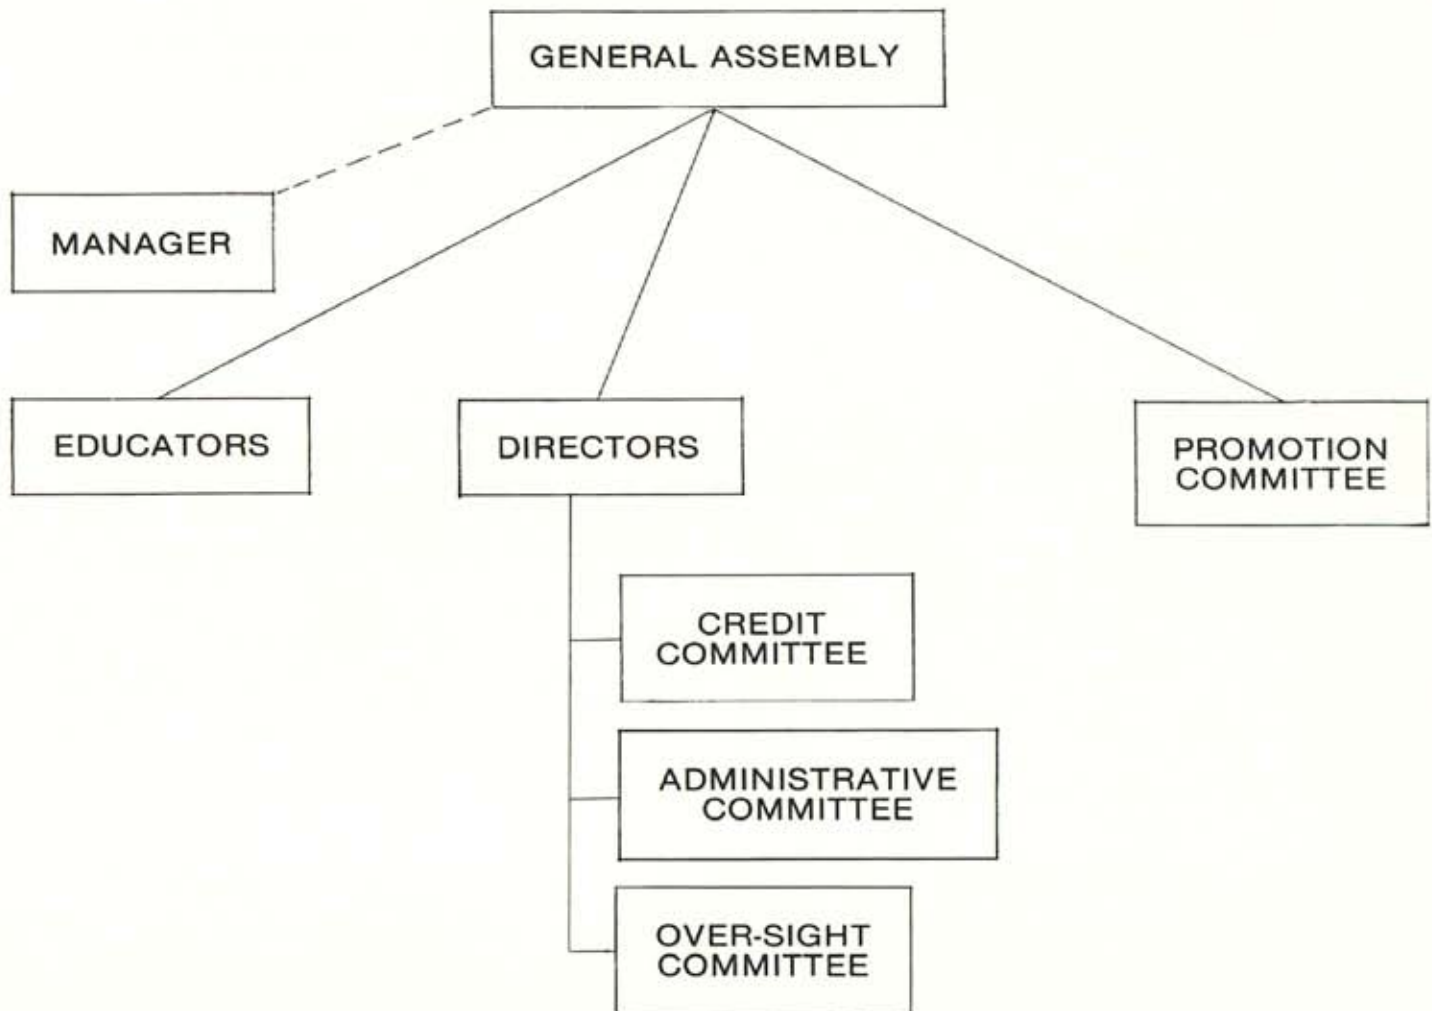 GENERAL ASSEMBLY
MANAGER
EDUCATORS
DIRECTORS
PROMOTION
COMMITTEE
CREDIT
COMMITTEE
ADMINISTRATIVE
COMMITTEE
OVER-SIGHT
COMMITTEE